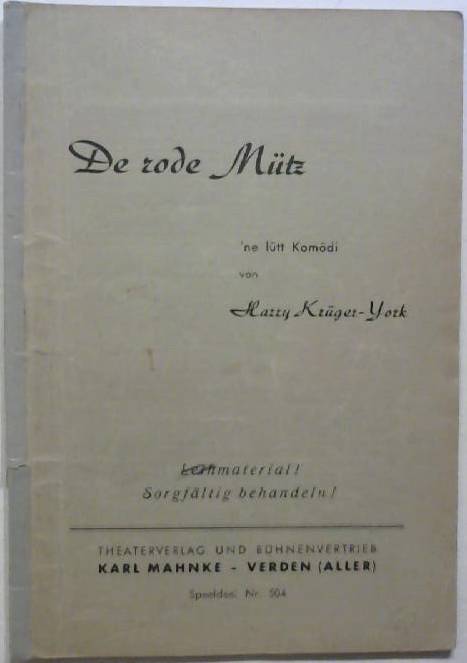 De rode Mütz
'ne lütt Komödi
von
Harry Krüger-York
Leihmaterial!
Sorgfältig behandeln!
THEATERVERLAG UND BÜHNENVERTRIEB
KARL MAHNKE - VERDEN (ALLER)
Speeldeel Nr. 504